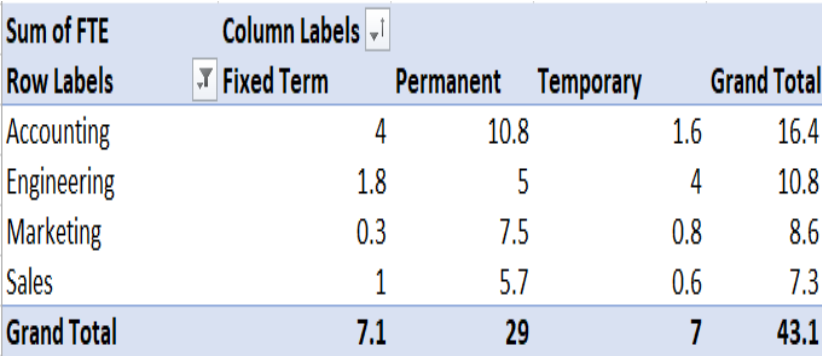 Sum of FTE Column Labels
Row Labels Fixed Term Permanent Temporary Grand Total
Accounting 4 10.8 1.6 16.4
Engineering 1.8 5 4 10.8
Marketing 0.3 7.5 0.8 8.6
Sales 1 5.7 0.6 7.3
Grand Total 7.1 29 7 43.1